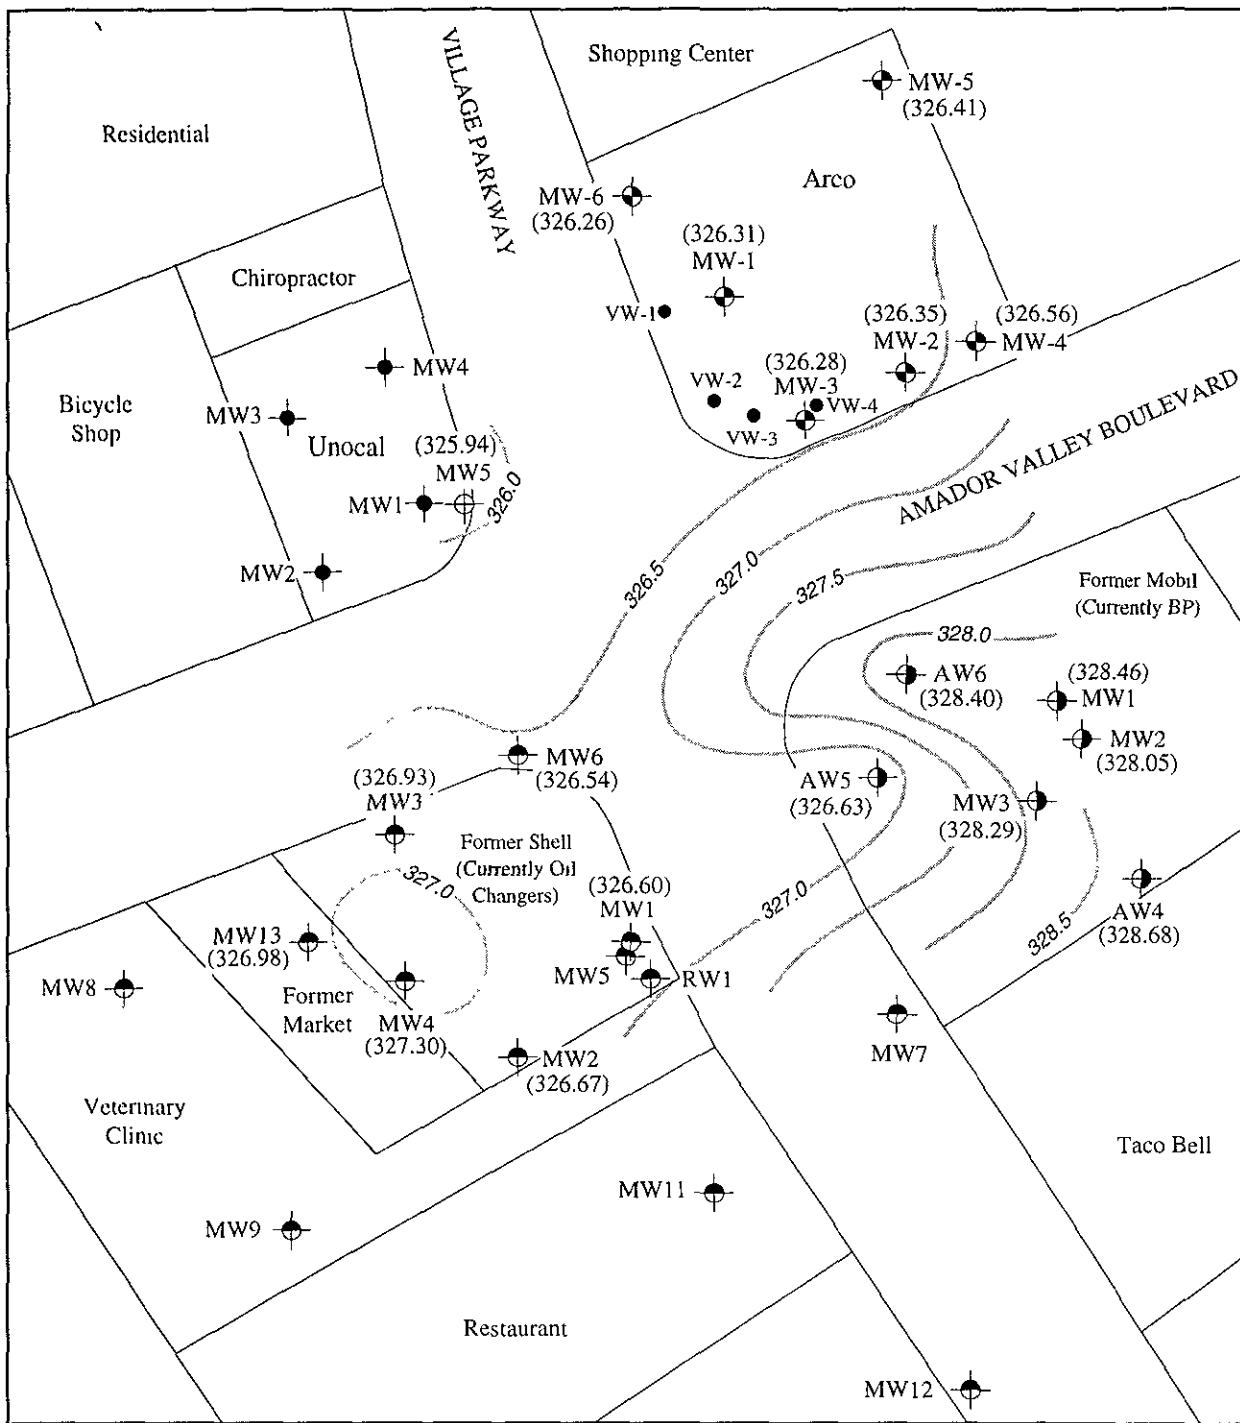 Shopping Center
VILLAGE PARKWAY
MW-5
(326.41)
Residential
Arco
MW-6
(326.26)
(326.31)
MW-1
Chiropractor
VW-1
(326.35)
MW-2
(326.56)
MW-4
MW4
(326.28)
MW-3
VW-2
VW-4
VW-3
Bicycle
Shop
MW3
Unocal
(325.94)
MW5
MW1
326.0
AMADOR VALLEY BOULEVARD
MW2
326.5
327.0
327.5
Former Mobil
(Currently BP)
328.0
AW6
(328.40)
(328.46)
MW1
MW2
(328.05)
MW6
(326.54)
(326.93)
MW3
AW5
(326.63)
MW3
(328.29)
Former Shell
(Currently Oil
Changers)
327.0
(326.60)
MW1
327.0
328.5
AW4
(328.68)
MW13
(326.98)
MW8
MW5
RW1
Former
Market
MW4
(327.30)
MW7
MW2
(326.67)
Veterinary
Clinic
Taco Bell
MW11
MW9
Restaurant
MW12